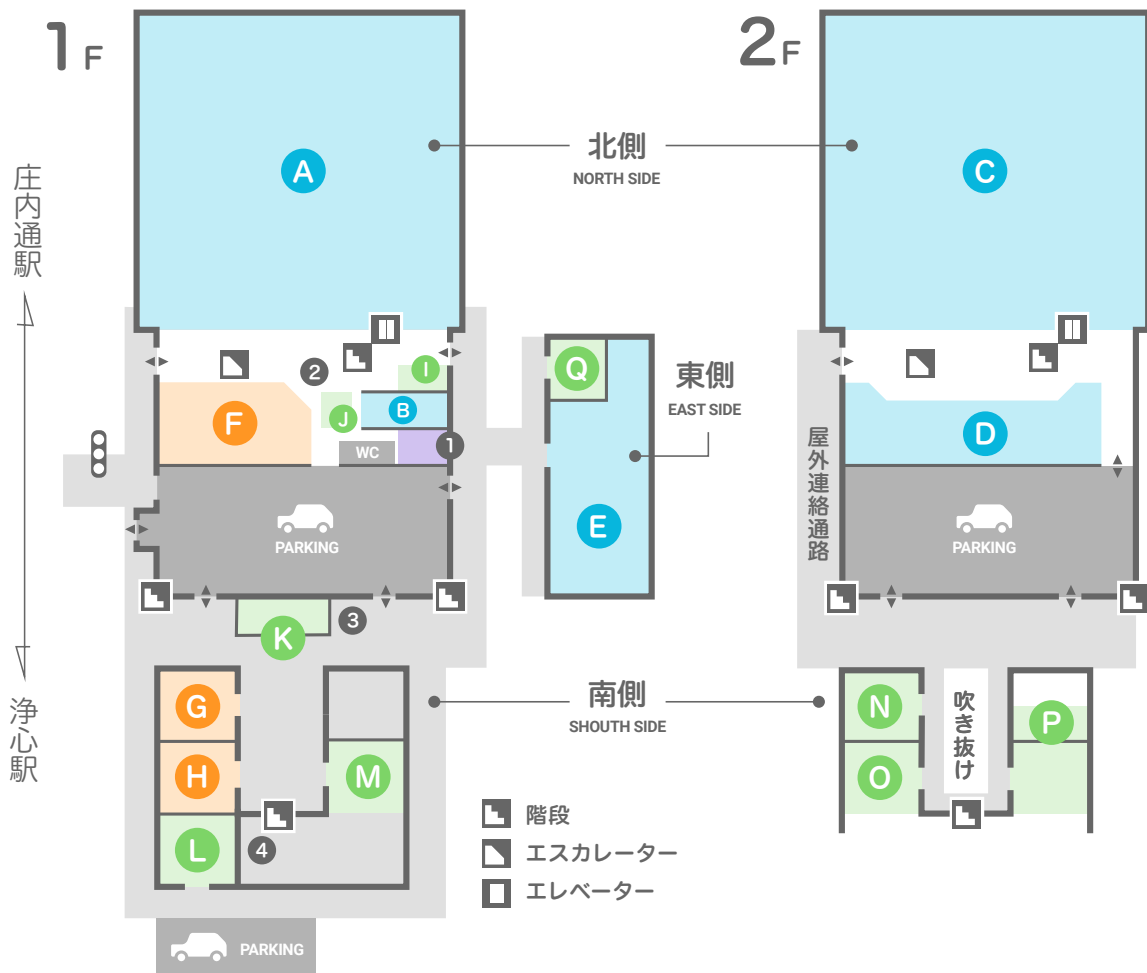 1F
2F
A
北側
NORTH SIDE
C
庄内通駅
2
I
J
B
F
1
WC
Q
東側
EAST SIDE
E
D
屋外連絡通路
PARKING
PARKING
K
3
浄心駅
G
H
L
4
M
南側
SHOUTH SIDE
N
O
吹き抜け
P
階段
エスカレーター
エレベーター
PARKING